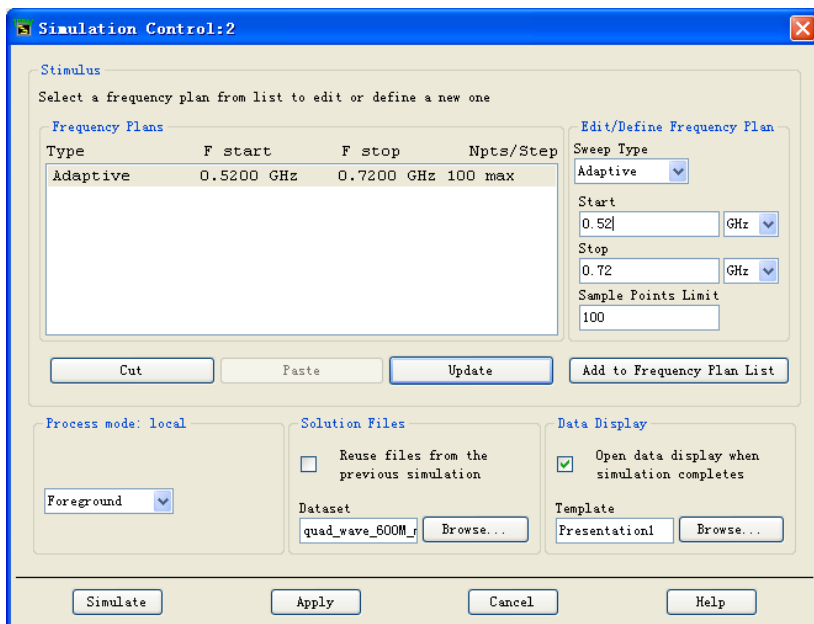 Simulation Control:2
Stimulus
Select a frequency plan from list to edit or define a new one
Frequency Plans
Type F start F stop Npts/Step
Adaptive 0.5200 GHz 0.7200 GHz 100 max
Edit/Define Frequency Plan
Sweep Type
Adaptive
Start
0.52 GHz
Stop
0.72 GHz
Sample Points Limit
100
Cut Paste Update Add to Frequency Plan List
Process mode: local
Foreground
Solution Files
Reuse files from the
previous simulation
Dataset
quad_wave_600M_ Browse...
Data Display
Open data display when
simulation completes
Template
Presentation1 Browse...
Simulate Apply Cancel Help